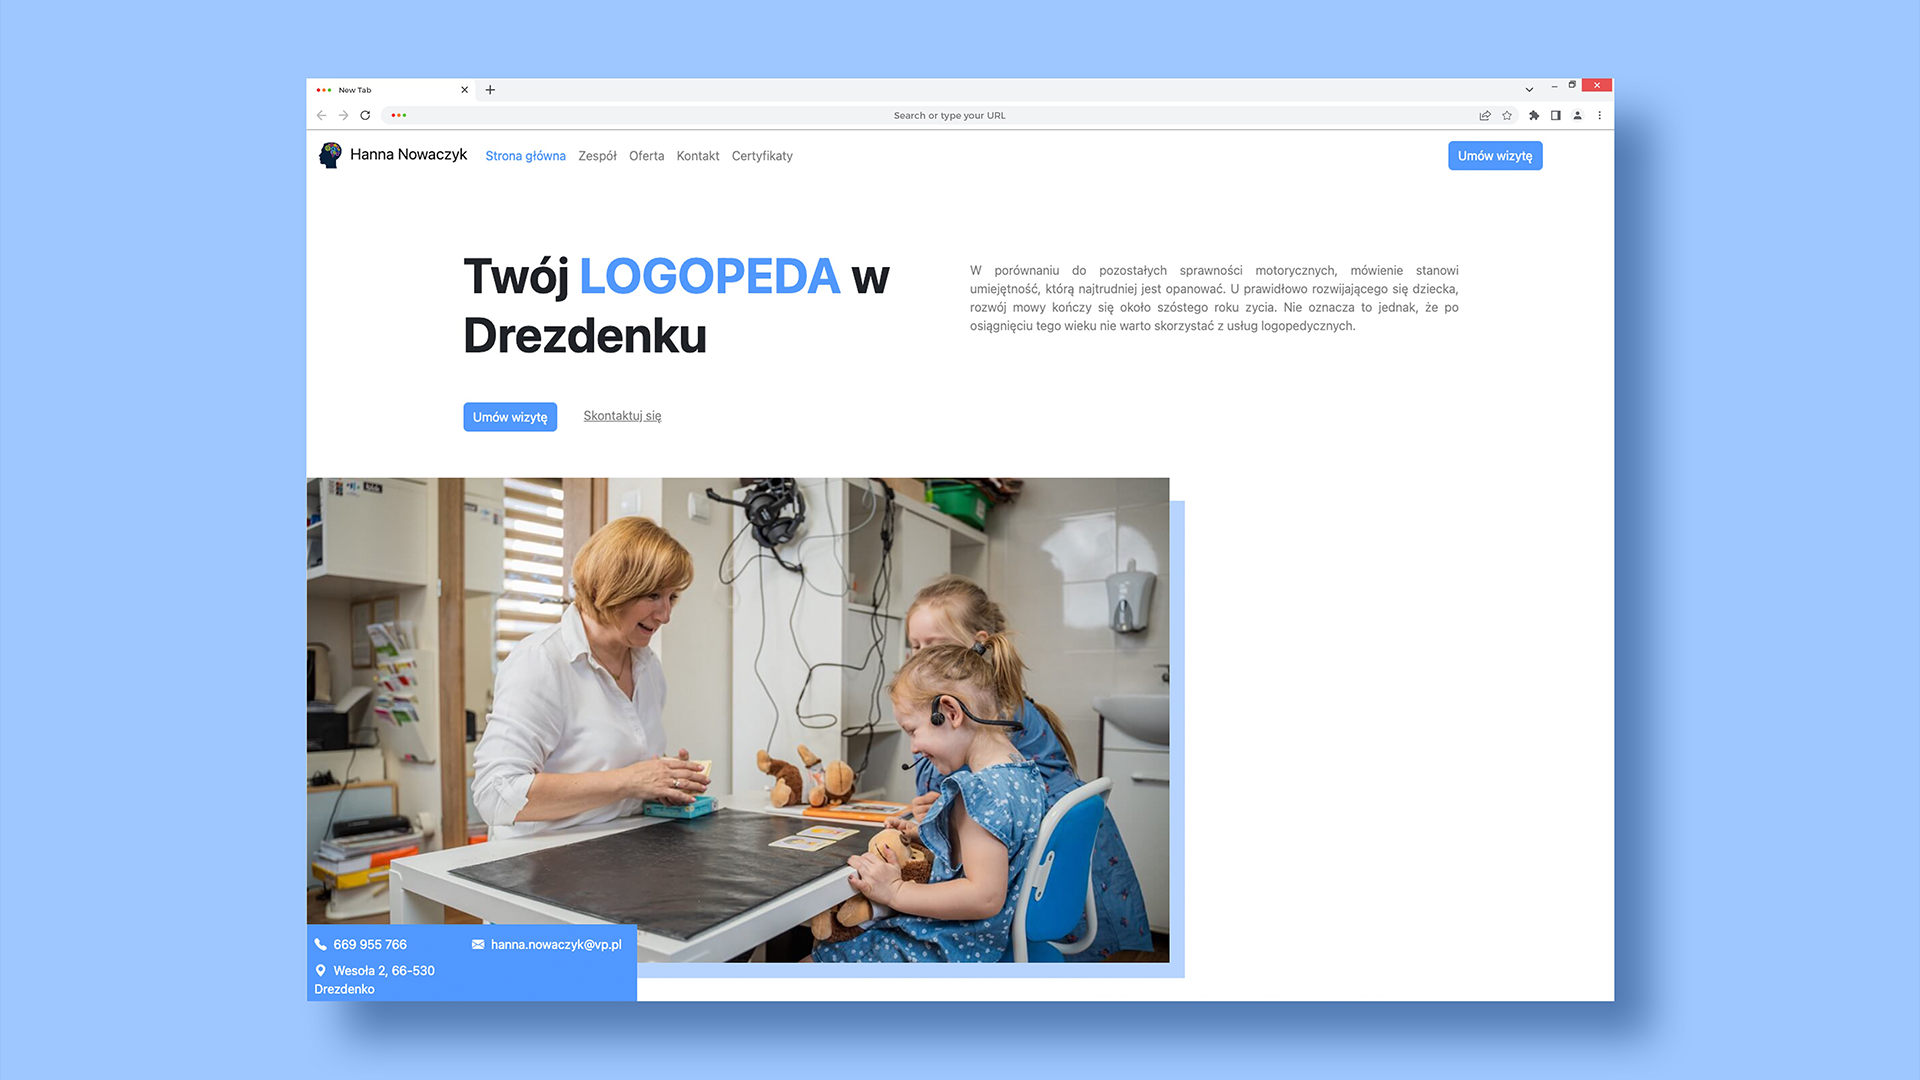 New Tab
Search or type your URL
Hanna Nowaczyk
Strona główna
Zespół
Oferta
Kontakt
Certyfikaty
Umów wizytę
Twój LOGOPEDA w
Drezdenku
W porównaniu do pozostałych sprawności motorycznych, mówienie stanowi
umiejętność, którą najtrudniej jest opanować. U prawidłowo rozwijającego się dziecka,
rozwój mowy kończy się około szóstego roku zycia. Nie oznacza to jednak, że po
osiągnięciu tego wieku nie warto skorzystać z usług logopedycznych.
Umów wizytę
Skontaktuj się
669 955 766
hanna.nowaczyk@vp.pl
Wesoła 2, 66-530
Drezdenko